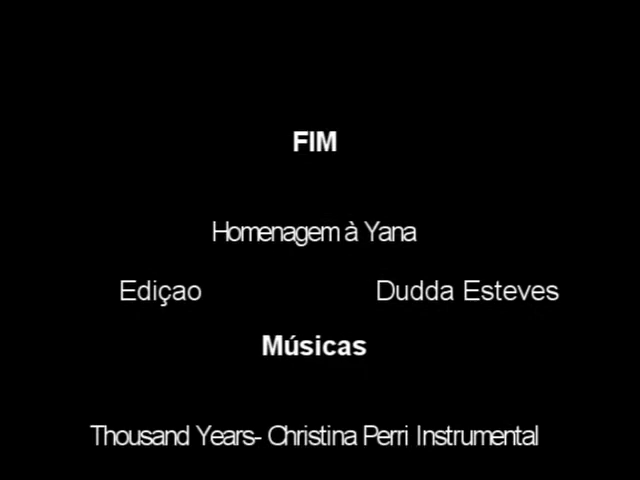 FIM
Homenagem à Yana
Ediçao Dudda Esteves
Músicas
Thousand Years- Christina Perri Instrumental